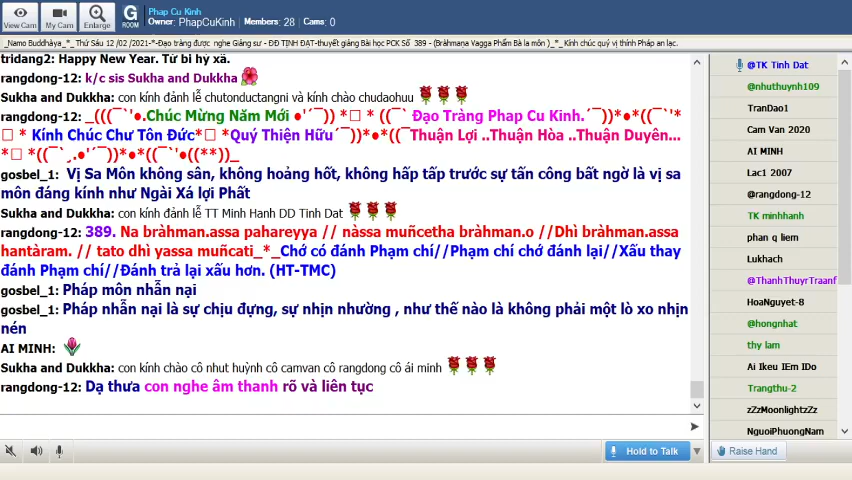 Phap Cu Kinh
Owner: PhapCuKinh | Members: 28 | Cams: 0
View Cam
My Cam
Enlarge
G
ROOM
_Namo Buddhàya_*_ Thứ Sáu 12 /02 /2021-*-Đạo tràng được nghe Giảng sư - ĐĐ TỊNH ĐẠT-thuyết giảng Bài học PCK Số 389 - (Bràhmaṇa Vagga Phẩm Bà la môn )_*_ Kính chúc quý vị thính Pháp an lạc.
tridang2: Happy New Year. Từ bi hỷ xã.
rangdong-12: k/c sis Sukha and Dukkha
Sukha and Dukkha: con kính đảnh lễ chutonductangni và kính chào chudaohuu
rangdong-12: _(((¯`'●.Chúc Mừng Năm Mới ●'´¯)) *□ * ((¯` Đạo Tràng Phap Cu Kinh.´¯))*●*((¯`'*
□ * Kính Chúc Chư Tôn Đức*□ *Quý Thiện Hữu´¯))*●*((¯Thuận Lợi ..Thuận Hòa ..Thuận Duyên...
*□ *((¯`¸.●'´¯))*●*((¯`'●((**))_
gosbel_1: Vị Sa Môn không sân, không hoảng hốt, không hấp tấp trước sự tấn công bất ngờ là vị sa
môn đáng kính như Ngài Xá lợi Phất
Sukha and Dukkha: con kính đảnh lễ TT Minh Hanh DD Tinh Dat
rangdong-12: 389. Na bràhman.assa pahareyya // nàssa muñcetha bràhman.o //Dhì bràhman.assa
hantàram. // tato dhì yassa muñcati_*_Chớ có đánh Phạm chí//Phạm chí chớ đánh lại//Xấu thay
đánh Phạm chí//Đánh trả lại xấu hơn. (HT-TMC)
gosbel_1: Pháp môn nhẫn nại
gosbel_1: Pháp nhẫn nại là sự chịu đựng, sự nhịn nhường , như thế nào là không phải một lò xo nhịn
nén
AI MINH:
Sukha and Dukkha: con kính chào cô nhut huỳnh cô camvan cô rangdong cô ái minh
rangdong-12: Dạ thưa con nghe âm thanh rõ và liên tục
Hold to Talk
@TK Tinh Dat
@nhuthuynh109
TranDao1
Cam Van 2020
AI MINH
Lac1 2007
@rangdong-12
TK minhhanh
phan q liem
Lukhach
@ThanhThuyrTraanf
HoaNguyet-8
@hongnhat
thy lam
Ai Ikeu IEm IDo
Trangthu-2
zZzMoonlightzZz
NguoiPhuongNam
Raise Hand